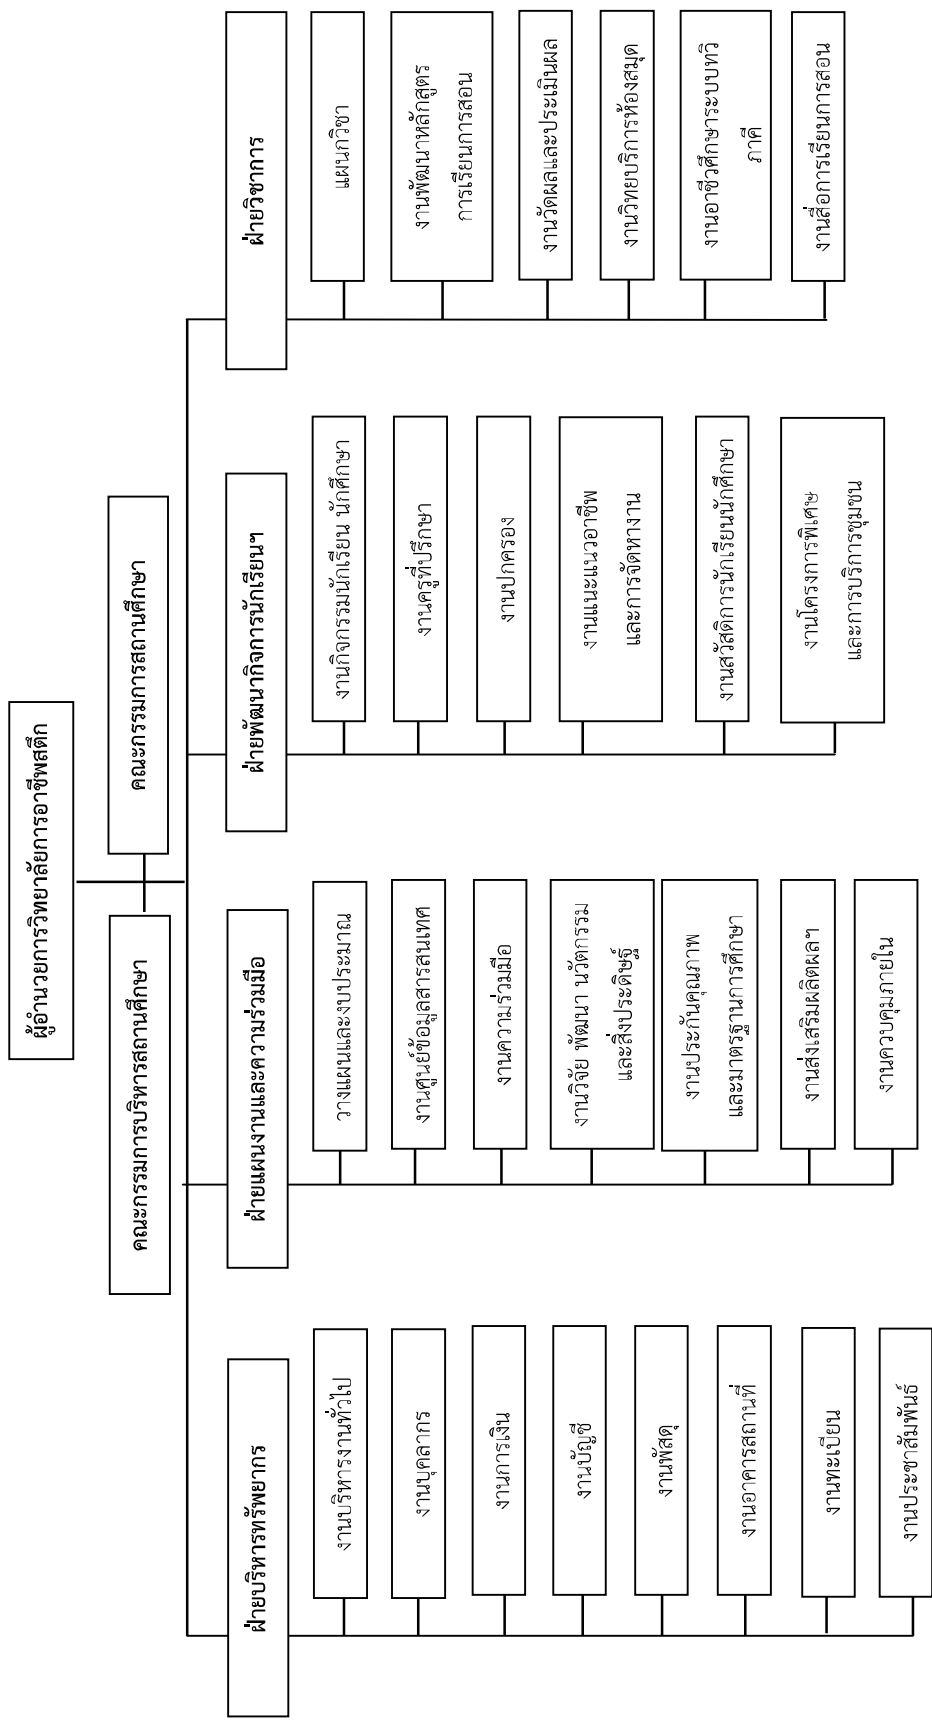 ผู้อำนวยการวิทยาลัยการอาชีพสตึก
คณะกรรมการบริหารสถานศึกษา
คณะกรรมการสถานศึกษา
ฝ่ายบริหารทรัพยากร
งานบริหารงานทั่วไป
งานบุคลากร
งานการเงิน
งานบัญชี
งานพัสดุ
งานอาคารสถานที่
งานทะเบียน
งานประชาสัมพันธ์
ฝ่ายแผนงานและความร่วมมือ
วางแผนและงบประมาณ
งานศูนย์ข้อมูลสารสนเทศ
งานความร่วมมือ
งานวิจัย พัฒนา นวัตกรรม
และสิ่งประดิษฐ์
งานประกันคุณภาพ
และมาตรฐานการศึกษา
งานส่งเสริมผลิตผลฯ
งานควบคุมภายใน
ฝ่ายพัฒนากิจการนักเรียนฯ
งานกิจกรรมนักเรียน นักศึกษา
งานครูที่ปรึกษา
งานปกครอง
งานแนะแนวอาชีพ
และการจัดหางาน
งานสวัสดิการนักเรียนนักศึกษา
งานโครงการพิเศษ
และการบริการชุมชน
ฝ่ายวิชาการ
แผนกวิชา
งานพัฒนาหลักสูตร
การเรียนการสอน
งานวัดผลและประเมินผล
งานวิทยบริการห้องสมุด
งานอาชีวศึกษาระบบทวิ
ภาคี
งานสื่อการเรียนการสอน